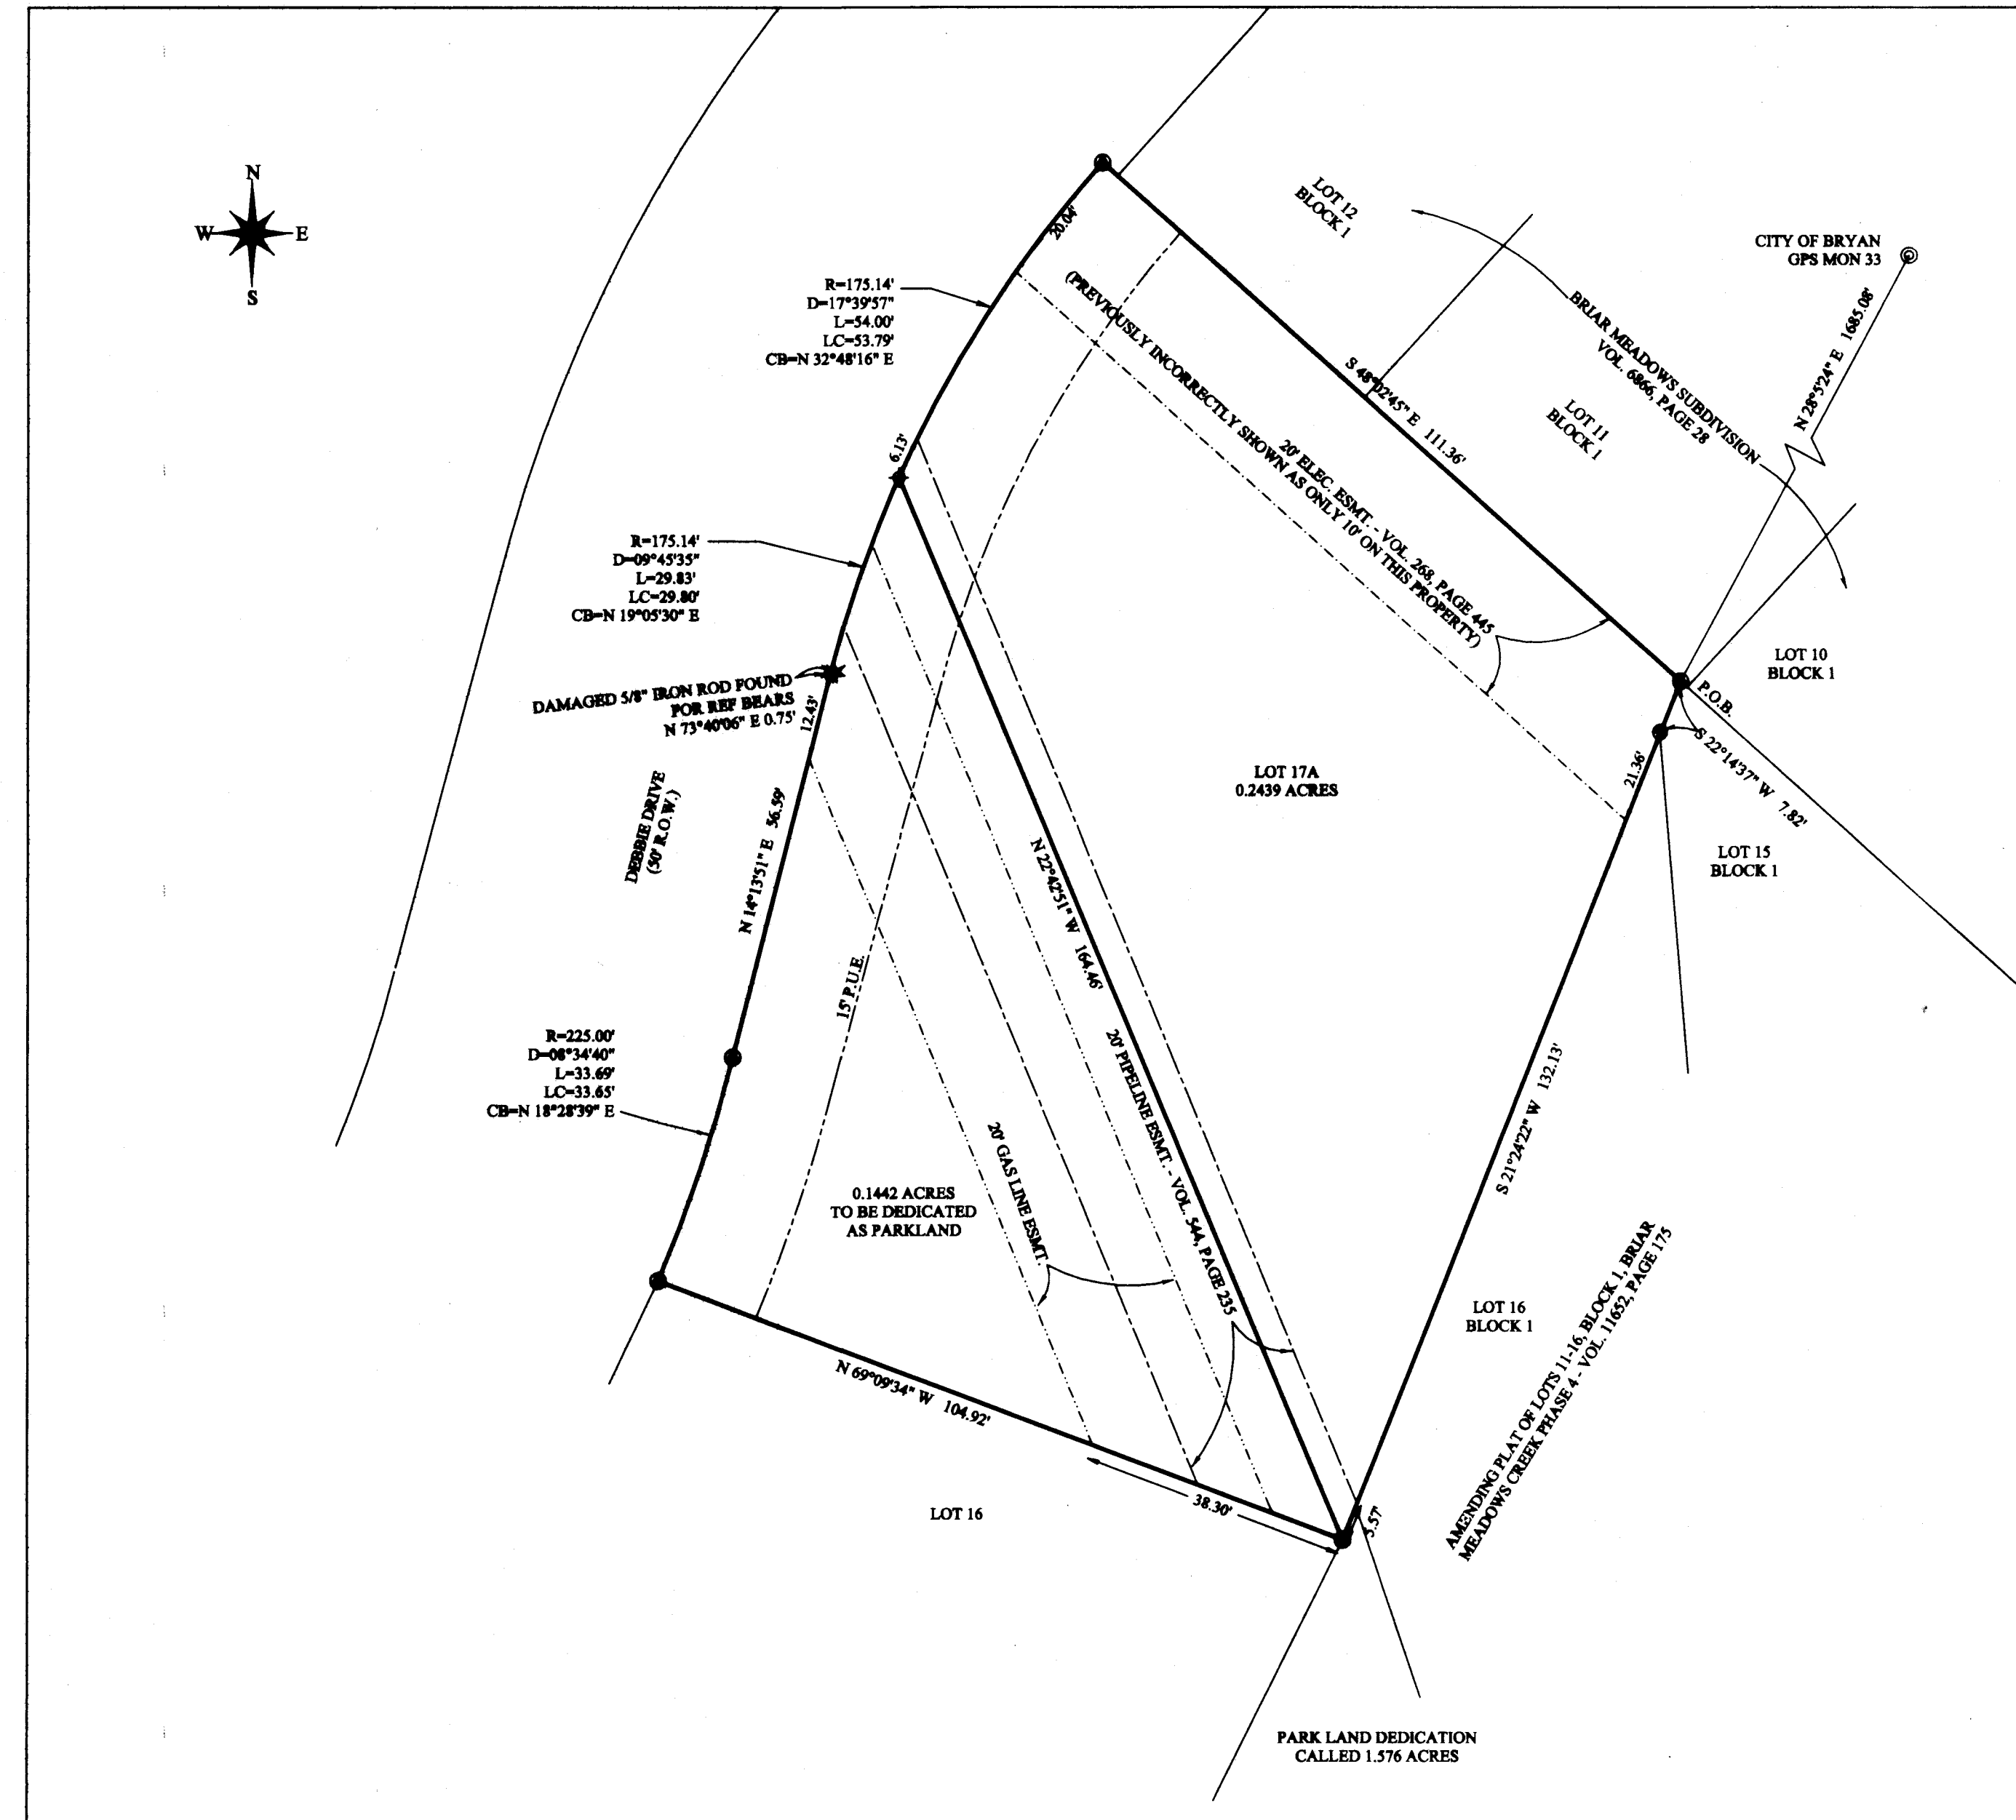 N
W
E
S
LOT 12
BLOCK 1
CITY OF BRYAN
GPS MON 33
N 28°5'24" E 1685.08'
BRIAR MEADOWS SUBDIVISION
VOL. 6866, PAGE 28
20.04'
R=175.14'
D=17°39'57"
L=54.00'
LC=53.79'
CB=N 32°48'16" E
(PREVIOUSLY INCORRECTLY SHOWN AS ONLY 10' ON THIS PROPERTY)
20' ELEC. ESMT. - VOL. 268, PAGE 445
S 48°02'45" E 111.36'
LOT 11
BLOCK 1
6.13'
R=175.14'
D=09°45'35"
L=29.83'
LC=29.80'
CB=N 19°05'30" E
DAMAGED 5/8" IRON ROD FOUND
FOR REF BEARS
N 73°40'06" E 0.75'
12.43'
LOT 10
BLOCK 1
P.O.B.
S 22°14'37" W 7.82'
21.36'
LOT 17A
0.2439 ACRES
DEBBIE DRIVE
(50' R.O.W.)
N 14°13'51" E 56.59'
LOT 15
BLOCK 1
N 22°42'51" W 164.46'
15' P.U.E.
R=225.00'
D=08°34'40"
L=33.69'
LC=33.65'
CB=N 18°28'39" E
20' PIPELINE ESMT. - VOL. 544, PAGE 235
20' GAS LINE ESMT.
S 21°24'22" W 132.13'
0.1442 ACRES
TO BE DEDICATED
AS PARKLAND
LOT 16
BLOCK 1
AMENDING PLAT OF LOTS 11-16, BLOCK 1, BRIAR
MEADOWS CREEK PHASE 4 - VOL. 11652, PAGE 175
N 69°09'34" W 104.92'
38.30'
5.57'
LOT 16
PARK LAND DEDICATION
CALLED 1.576 ACRES